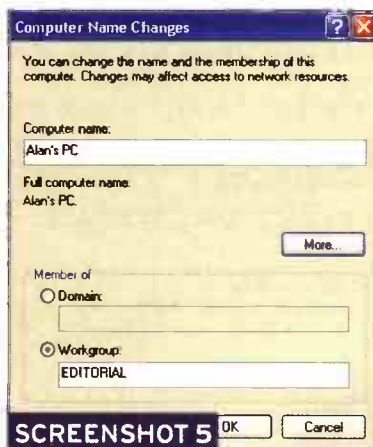 Computer Name Changes
You can change the name and the membership of this
computer. Changes may affect access to network resources.
Computer name:
Alan's PC
Full computer name:
Alan's PC.
More...
Member of
Domain:
Workgroup:
EDITORIAL
SCREENSHOT 5
OK
Cancel